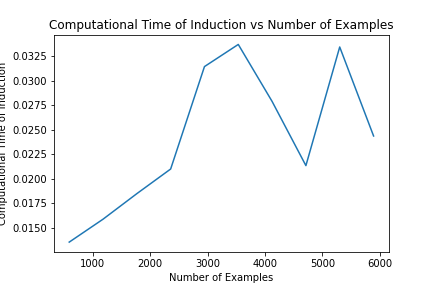 Computational Time of Induction vs Number of Examples
Computational Time of Induction
0.0325
0.0300
0.0275
0.0250
0.0225
0.0200
0.0175
0.0150
1000 2000 3000 4000 5000 6000
Number of Examples